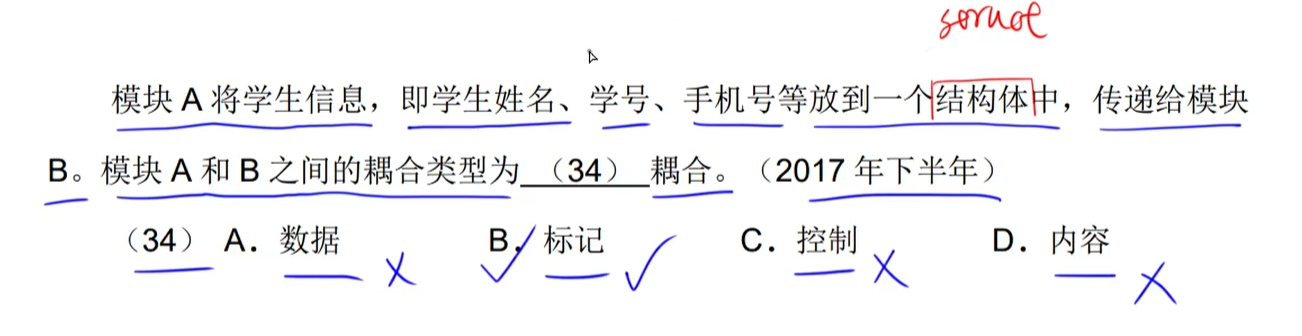 模块 A 将学生信息，即学生姓名、学号、手机号等放到一个结构体中，传递给模块
B。模块 A 和 B 之间的耦合类型为 （34） 耦合。（2017 年下半年）
（34） A．数据 B．标记 C．控制 D．内容